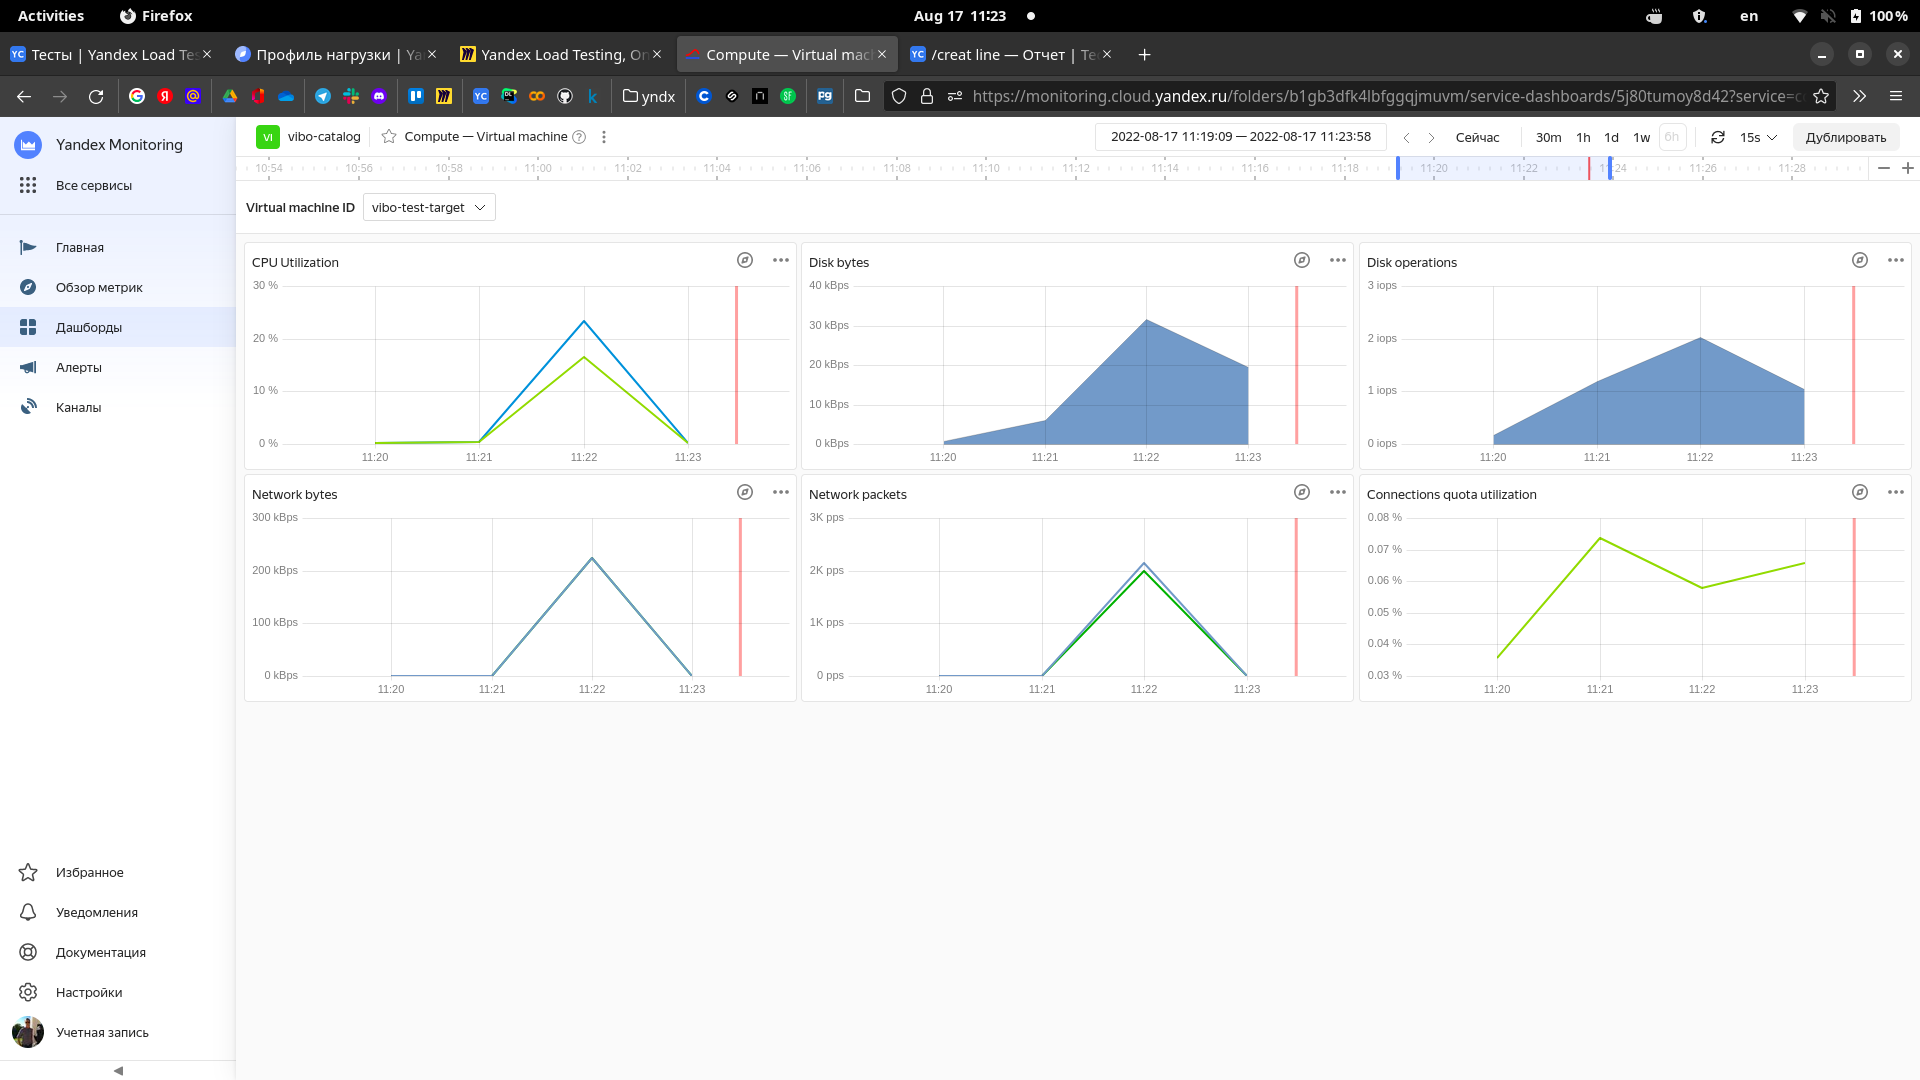 Activities Firefox Aug 17 11:23 en 100 %
Тесты | Yandex Load Tes Профиль нагрузки | Ya Yandex Load Testing, On Compute — Virtual mac /creat line — Отчет | Te
yndx https://monitoring.cloud.yandex.ru/folders/b1gb3dfk4lbfggqjmuvm/service-dashboards/5j80tumoy8d42?service=c
Yandex Monitoring
VI vibo-catalog Compute — Virtual machine 2022-08-17 11:19:09 — 2022-08-17 11:23:58 Сейчас 30m 1h 1d 1w 6h 15s Дублировать
10:54 10:56 10:58 11:00 11:02 11:04 11:06 11:08 11:10 11:12 11:14 11:16 11:18 11:20 11:22 11:24 11:26 11:28
Все сервисы
Главная
Обзор метрик
Дашборды
Алерты
Каналы
Избранное
Уведомления
Документация
Настройки
Учетная запись
Virtual machine ID vibo-test-target
CPU Utilization
30 %
20 %
10 %
0 %
11:20 11:21 11:22 11:23
Disk bytes
40 kBps
30 kBps
20 kBps
10 kBps
0 kBps
11:20 11:21 11:22 11:23
Disk operations
3 iops
2 iops
1 iops
0 iops
11:20 11:21 11:22 11:23
Network bytes
300 kBps
200 kBps
100 kBps
0 kBps
11:20 11:21 11:22 11:23
Network packets
3K pps
2K pps
1K pps
0 pps
11:20 11:21 11:22 11:23
Connections quota utilization
0.08 %
0.07 %
0.06 %
0.05 %
0.04 %
0.03 %
11:20 11:21 11:22 11:23